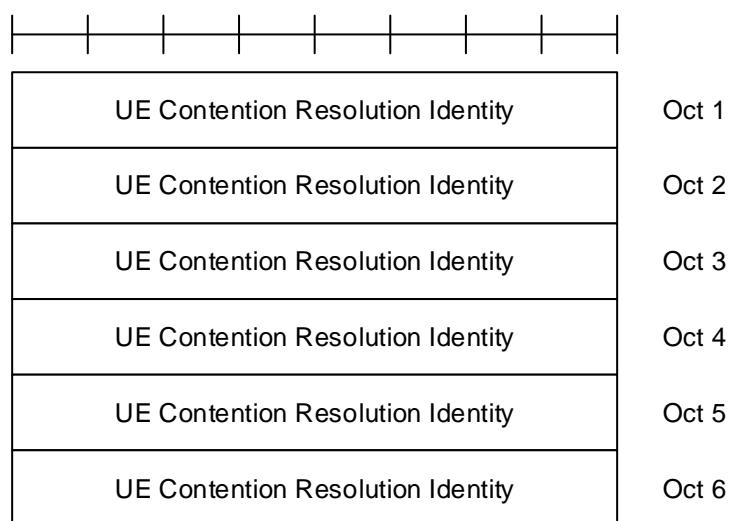 UE Contention Resolution Identity Oct 1
UE Contention Resolution Identity Oct 2
UE Contention Resolution Identity Oct 3
UE Contention Resolution Identity Oct 4
UE Contention Resolution Identity Oct 5
UE Contention Resolution Identity Oct 6